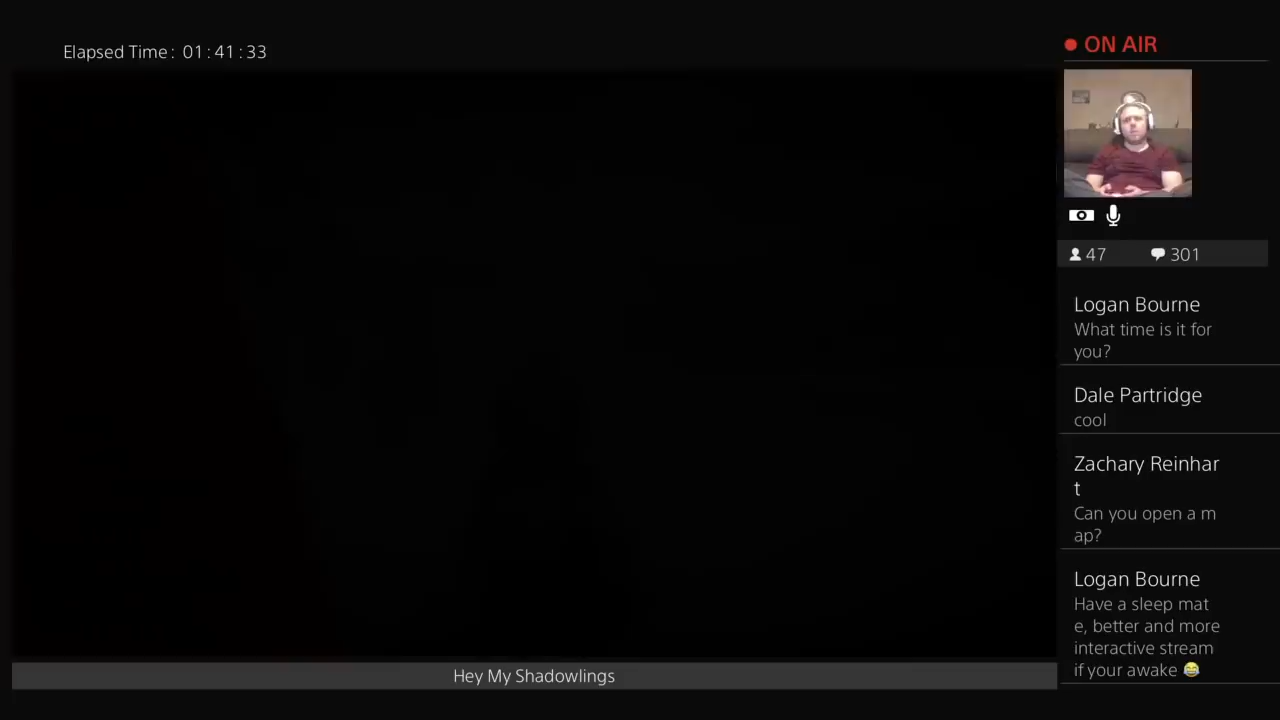 Elapsed Time: 01:41:33
ON AIR
47 301
Logan Bourne
What time is it for
you?
Dale Partridge
cool
Zachary Reinhar
t
Can you open a m
ap?
Logan Bourne
Have a sleep mat
e, better and more
interactive stream
if your awake 😂
Hey My Shadowlings